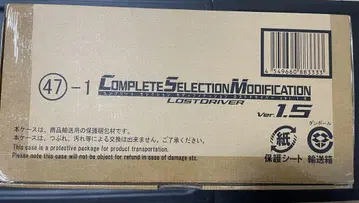 4 549660 883333
㊼-1 COMPLETE SELECTION MODIFICATION
LOSTDRIVER
Ver.1.5
本ケースは、商品輸送用の保護梱包材です。
本ケースは、つぶれ、汚れ等による交換は出来ません。ご了承ください。
This case is a protective package for product transportation.
Please note this case will not be object for refund in case of damage etc.
ダンボール
紙
保護シート
輸送箱